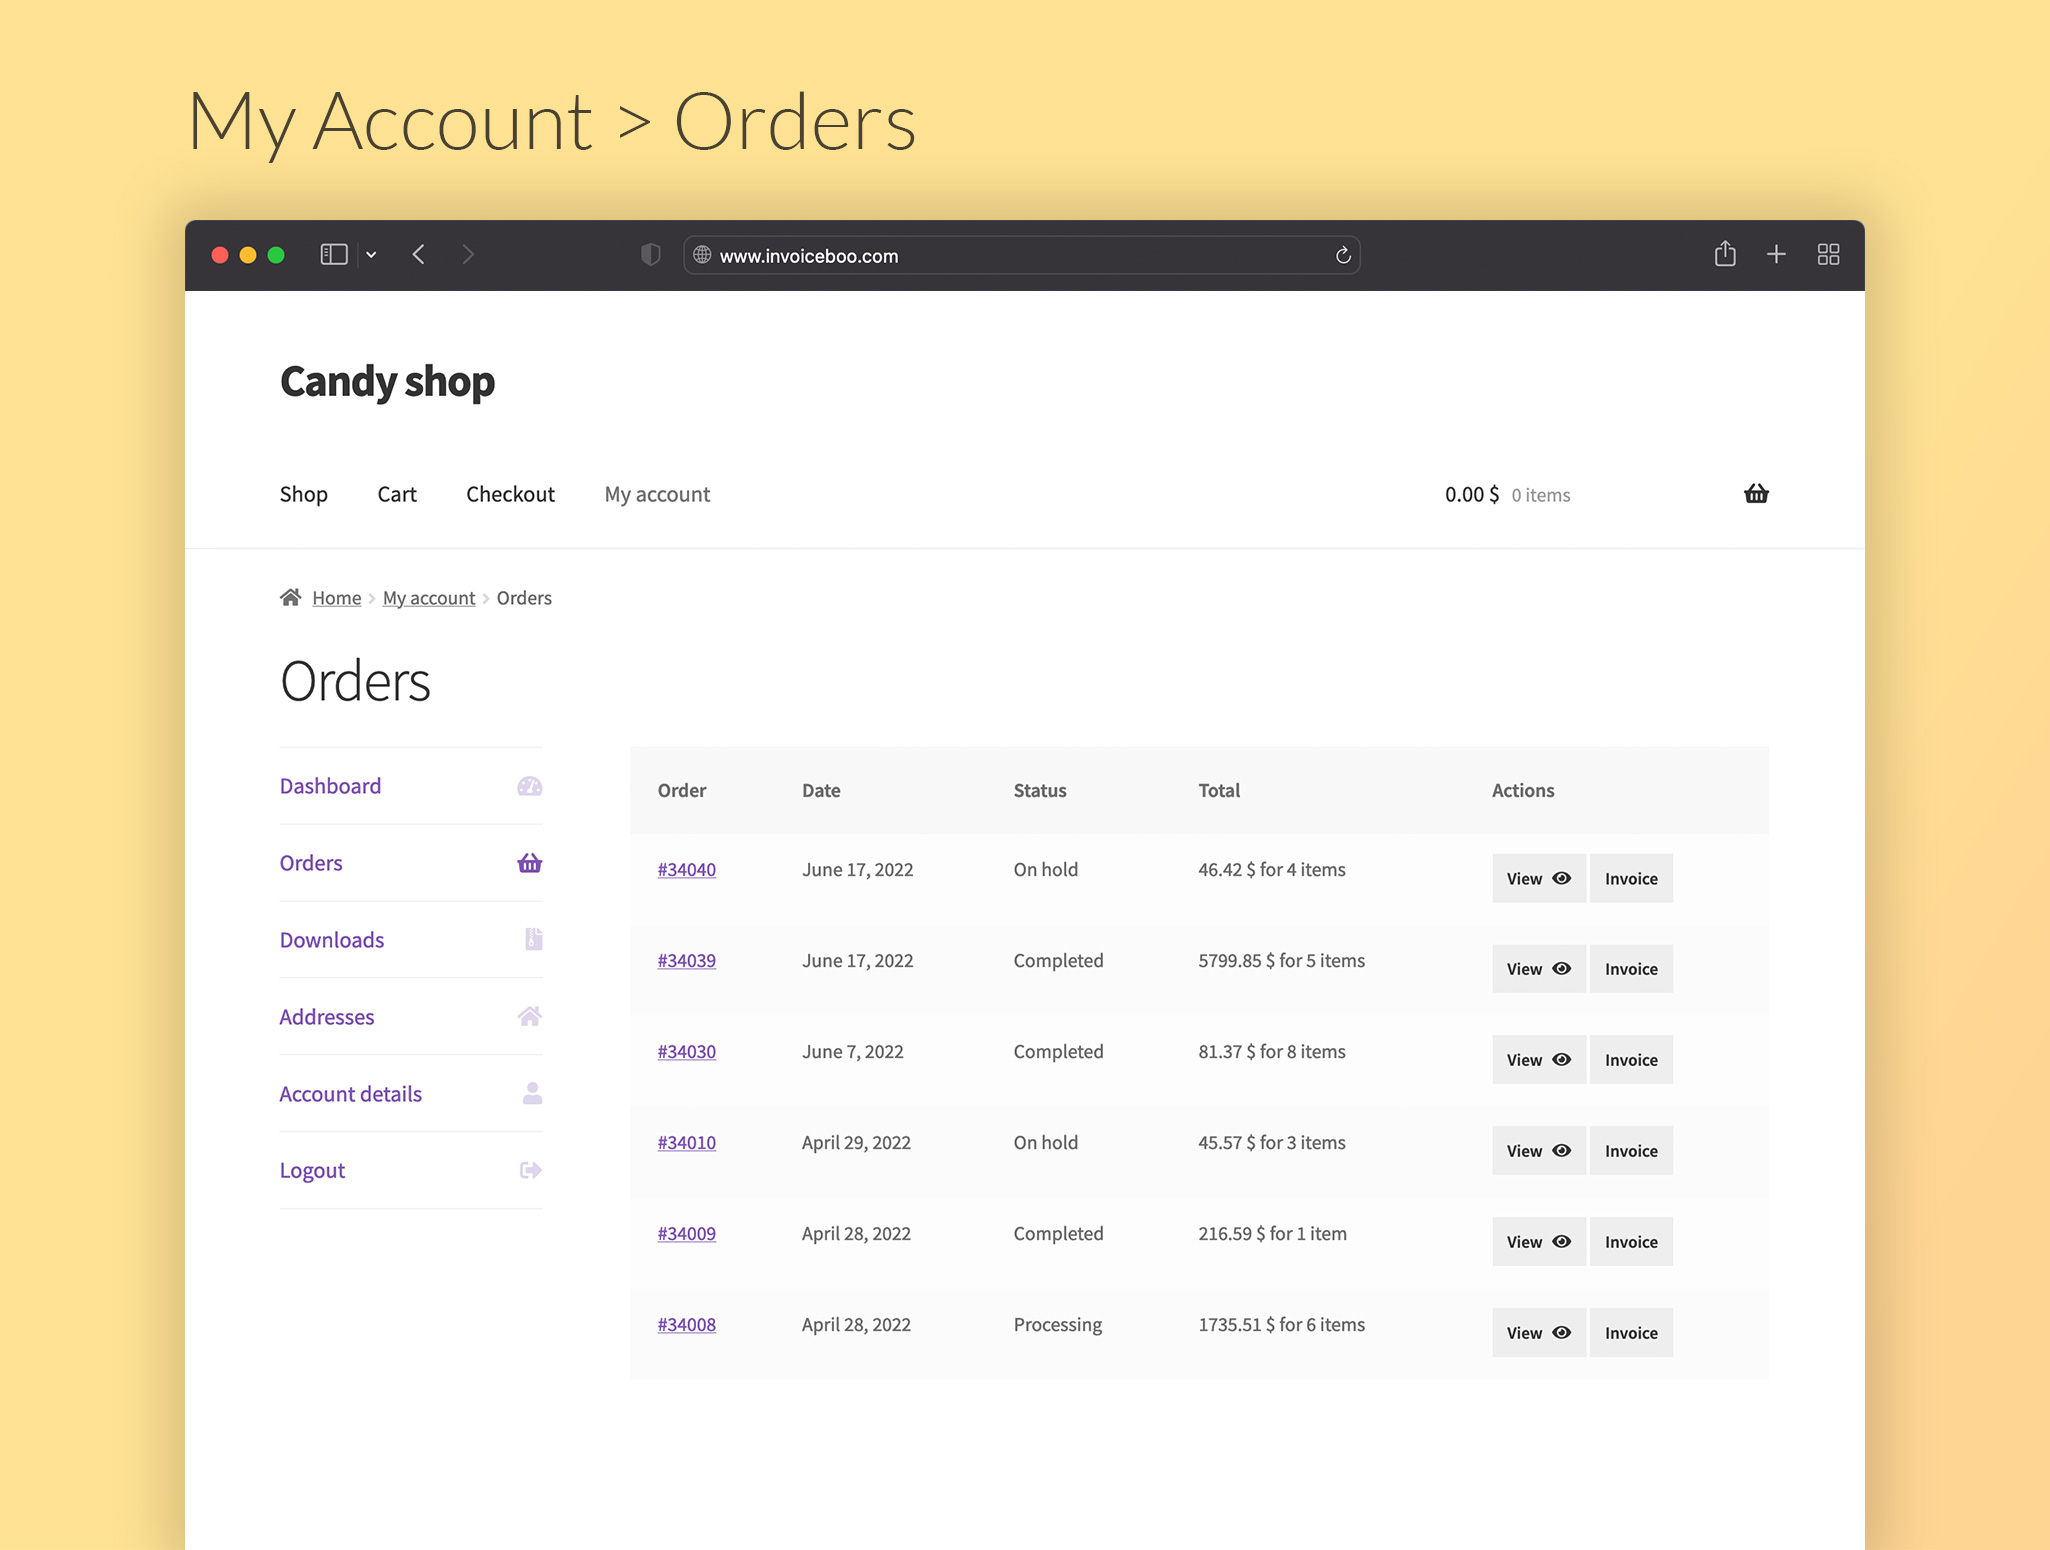 My Account > Orders
www.invoiceboo.com
Candy shop
Shop Cart Checkout My account 0.00 $ 0 items
Home > My account > Orders
Orders
Dashboard
Orders
Downloads
Addresses
Account details
Logout
Order Date Status Total Actions
#34040 June 17, 2022 On hold 46.42 $ for 4 items View Invoice
#34039 June 17, 2022 Completed 5799.85 $ for 5 items View Invoice
#34030 June 7, 2022 Completed 81.37 $ for 8 items View Invoice
#34010 April 29, 2022 On hold 45.57 $ for 3 items View Invoice
#34009 April 28, 2022 Completed 216.59 $ for 1 item View Invoice
#34008 April 28, 2022 Processing 1735.51 $ for 6 items View Invoice